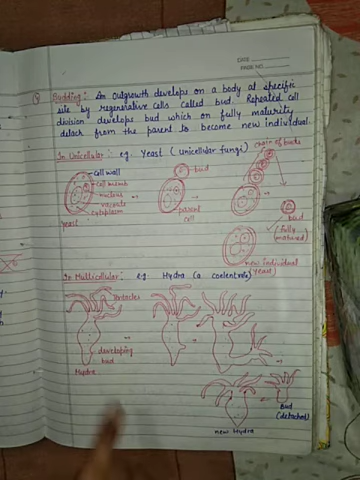 DATE
PAGE NO.
(4) Budding:- An outgrowth develops on a body at specific
site by regenerative cells called bud. Repeated cell
division develops bud which on fully maturity
detach from the parent to become new individual.
In Unicellular:- eg. Yeast (unicellular fungi)
chain of buds
cell wall
cell memb
nucleus
vacuole
cytoplasm
yeast
bud
parent
cell
bud
(fully
matured)
new individual
yeast
In Multicellular:- e.g. Hydra (a coelentrate)
Tentacles
developing
bud
Hydra
Bud
(detached)
new Hydra